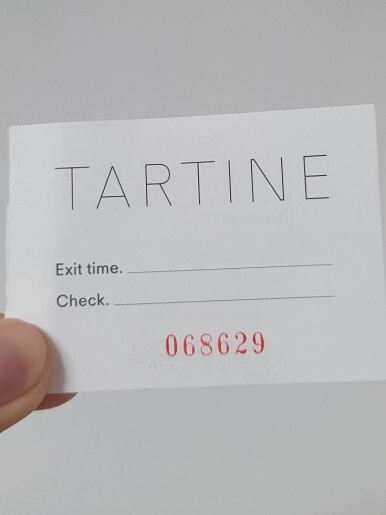 TARTINE
Exit time.
Check.
068629